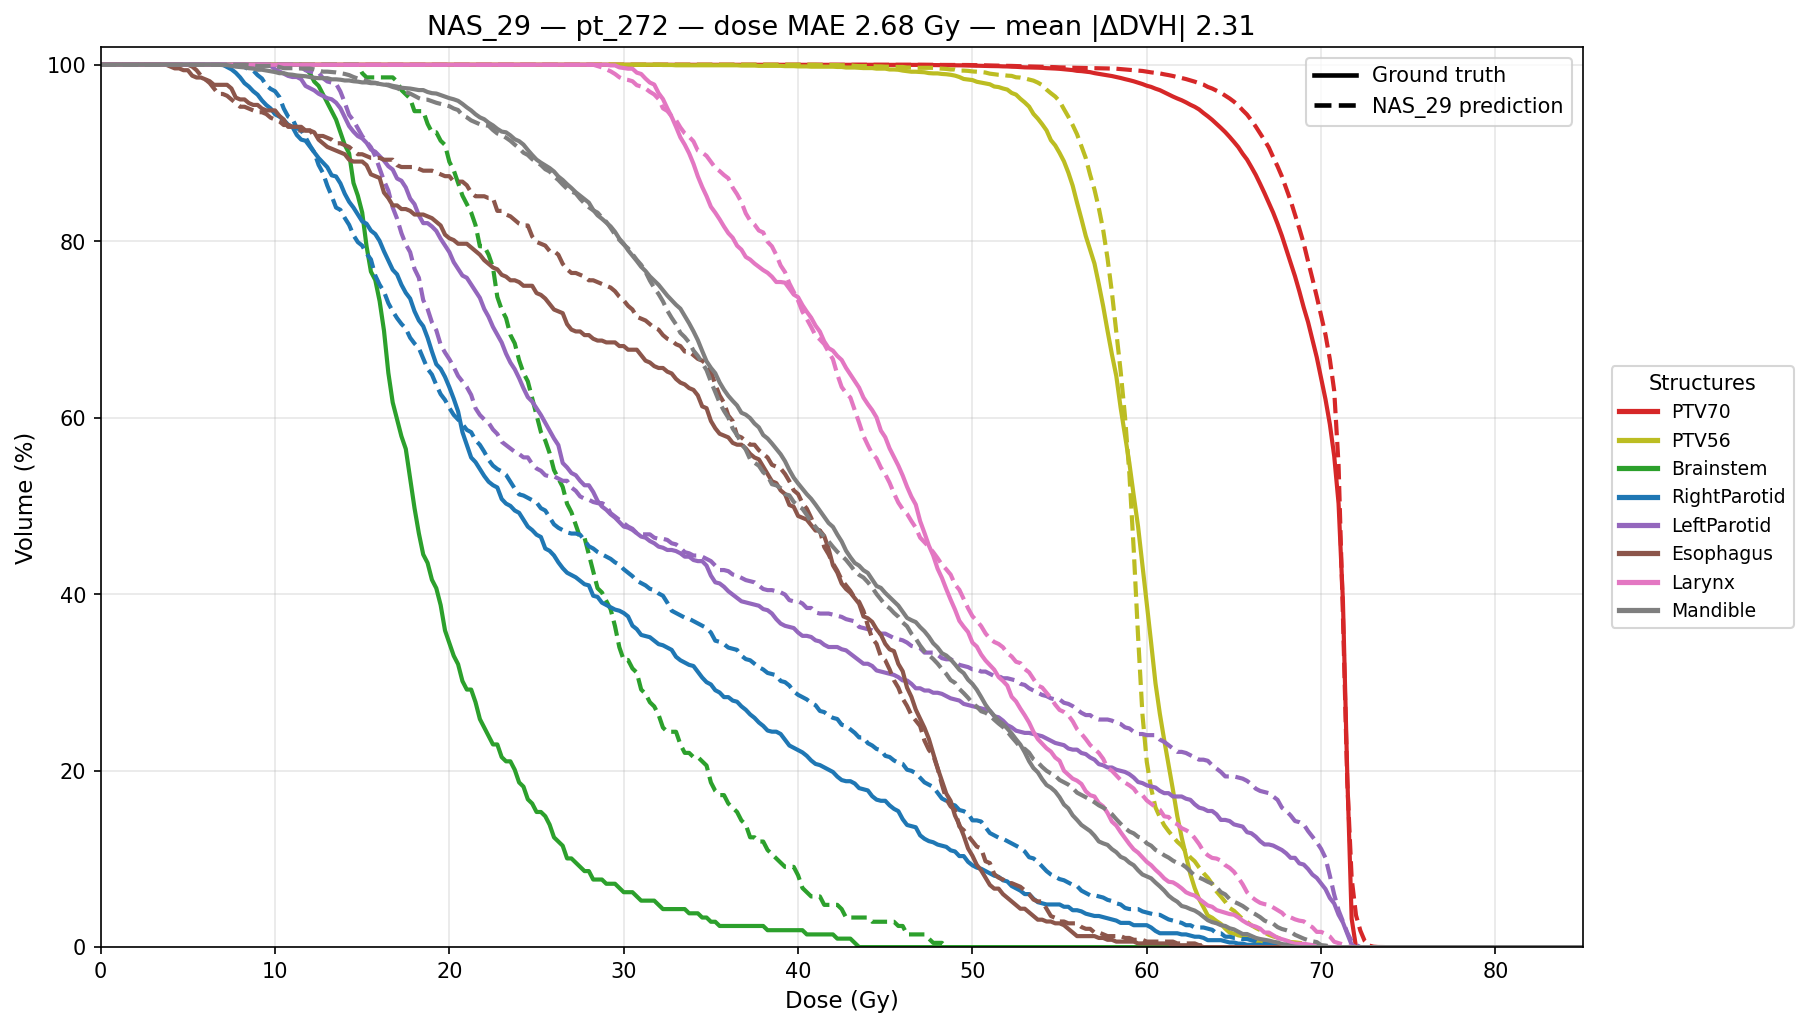 NAS_29 — pt_272 — dose MAE 2.68 Gy — mean |ΔDVH| 2.31
Ground truth
NAS_29 prediction
Structures
PTV70
PTV56
Brainstem
RightParotid
LeftParotid
Esophagus
Larynx
Mandible
Volume (%)
100
80
60
40
20
0
0 10 20 30 40 50 60 70 80
Dose (Gy)